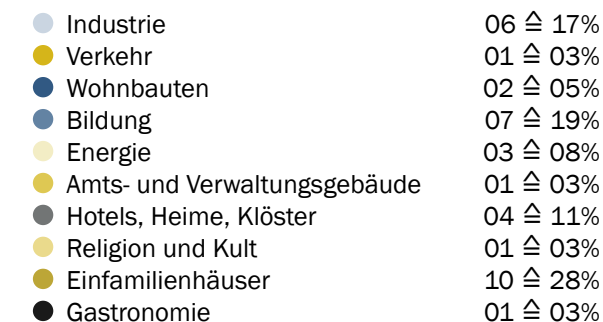 Industrie 06 ≙ 17%
Verkehr 01 ≙ 03%
Wohnbauten 02 ≙ 05%
Bildung 07 ≙ 19%
Energie 03 ≙ 08%
Amts- und Verwaltungsgebäude 01 ≙ 03%
Hotels, Heime, Klöster 04 ≙ 11%
Religion und Kult 01 ≙ 03%
Einfamilienhäuser 10 ≙ 28%
Gastronomie 01 ≙ 03%